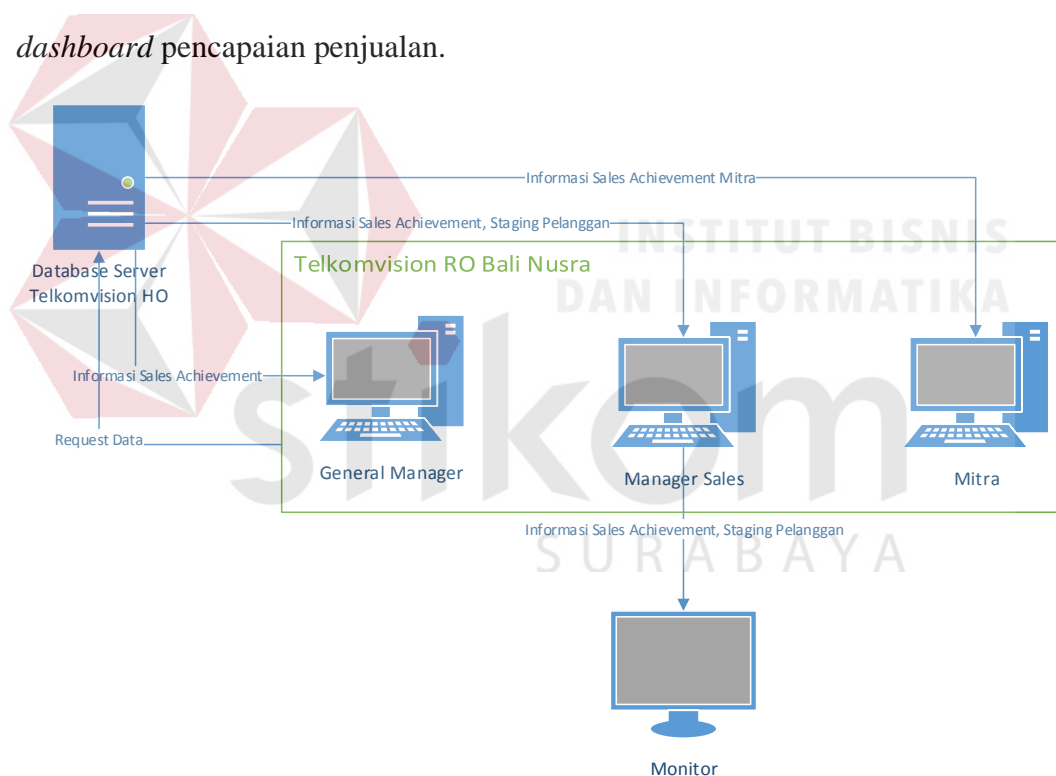 dashboard pencapaian penjualan.
Informasi Sales Achievement Mitra
Informasi Sales Achievement, Staging Pelanggan
INSTITUT BISNIS
DAN INFORMATIKA
Telkomvision RO Bali Nusra
Database Server
Telkomvision HO
Informasi Sales Achievement
Request Data
stikom
General Manager
Manager Sales
Mitra
Informasi Sales Achievement, Staging Pelanggan
SURABAYA
Monitor